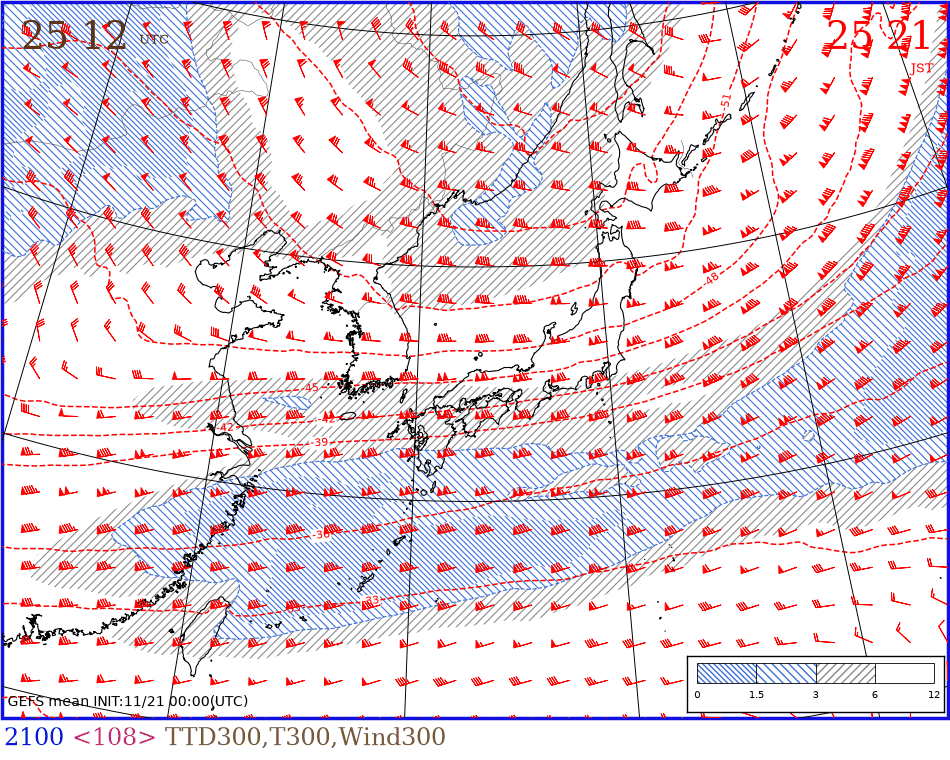 25 12 UTC
25 21
JST
-51
-48
-45
-42
-42
-39
-36
-33
0 1.5 3 6 12
GEFS mean INIT:11/21 00:00(UTC)
2100 <108> TTD300,T300,Wind300